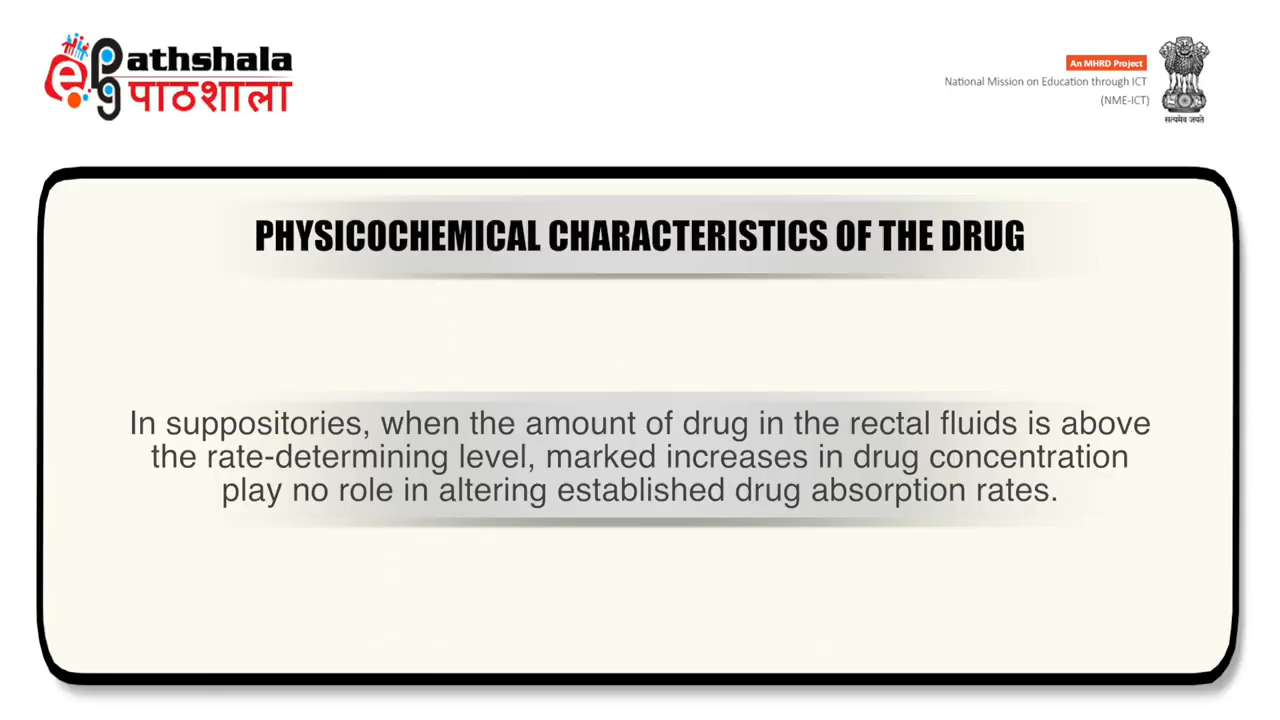 e pg Pathshala
पाठशाला
An MHRD Project
National Mission on Education through ICT
(NME-ICT)
सत्यमेव जयते
PHYSICOCHEMICAL CHARACTERISTICS OF THE DRUG
In suppositories, when the amount of drug in the rectal fluids is above
the rate-determining level, marked increases in drug concentration
play no role in altering established drug absorption rates.